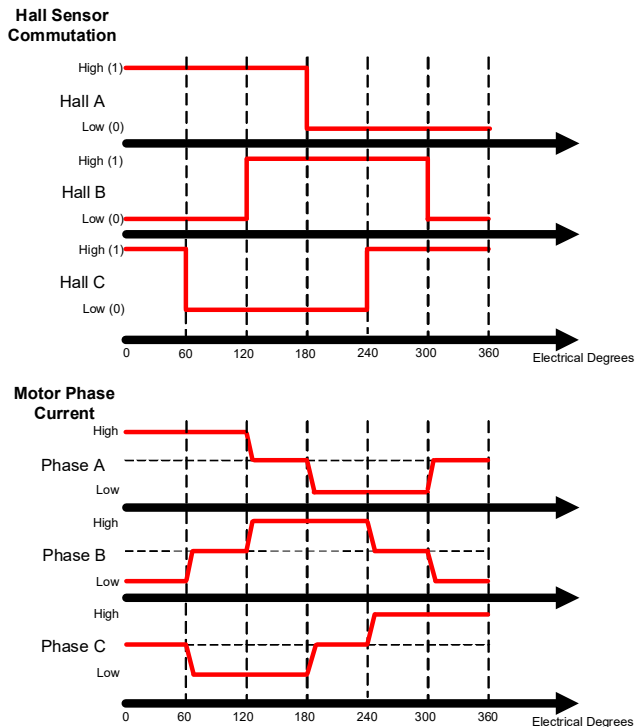 Hall Sensor
Commutation
High (1)
Hall A
Low (0)
High (1)
Hall B
Low (0)
High (1)
Hall C
Low (0)
0 60 120 180 240 300 360
Electrical Degrees
Motor Phase
Current
High
Phase A
Low
High
Phase B
Low
High
Phase C
Low
0 60 120 180 240 300 360
Electrical Degrees